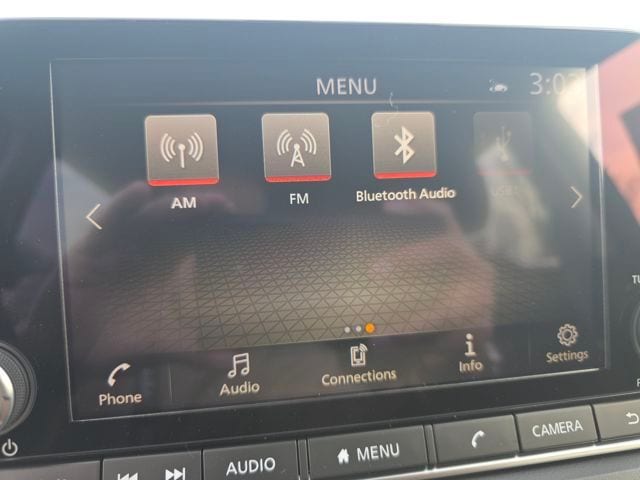 MENU
AM
FM
Bluetooth Audio
Phone
Audio
Connections
Info
Settings
AUDIO
MENU
CAMERA